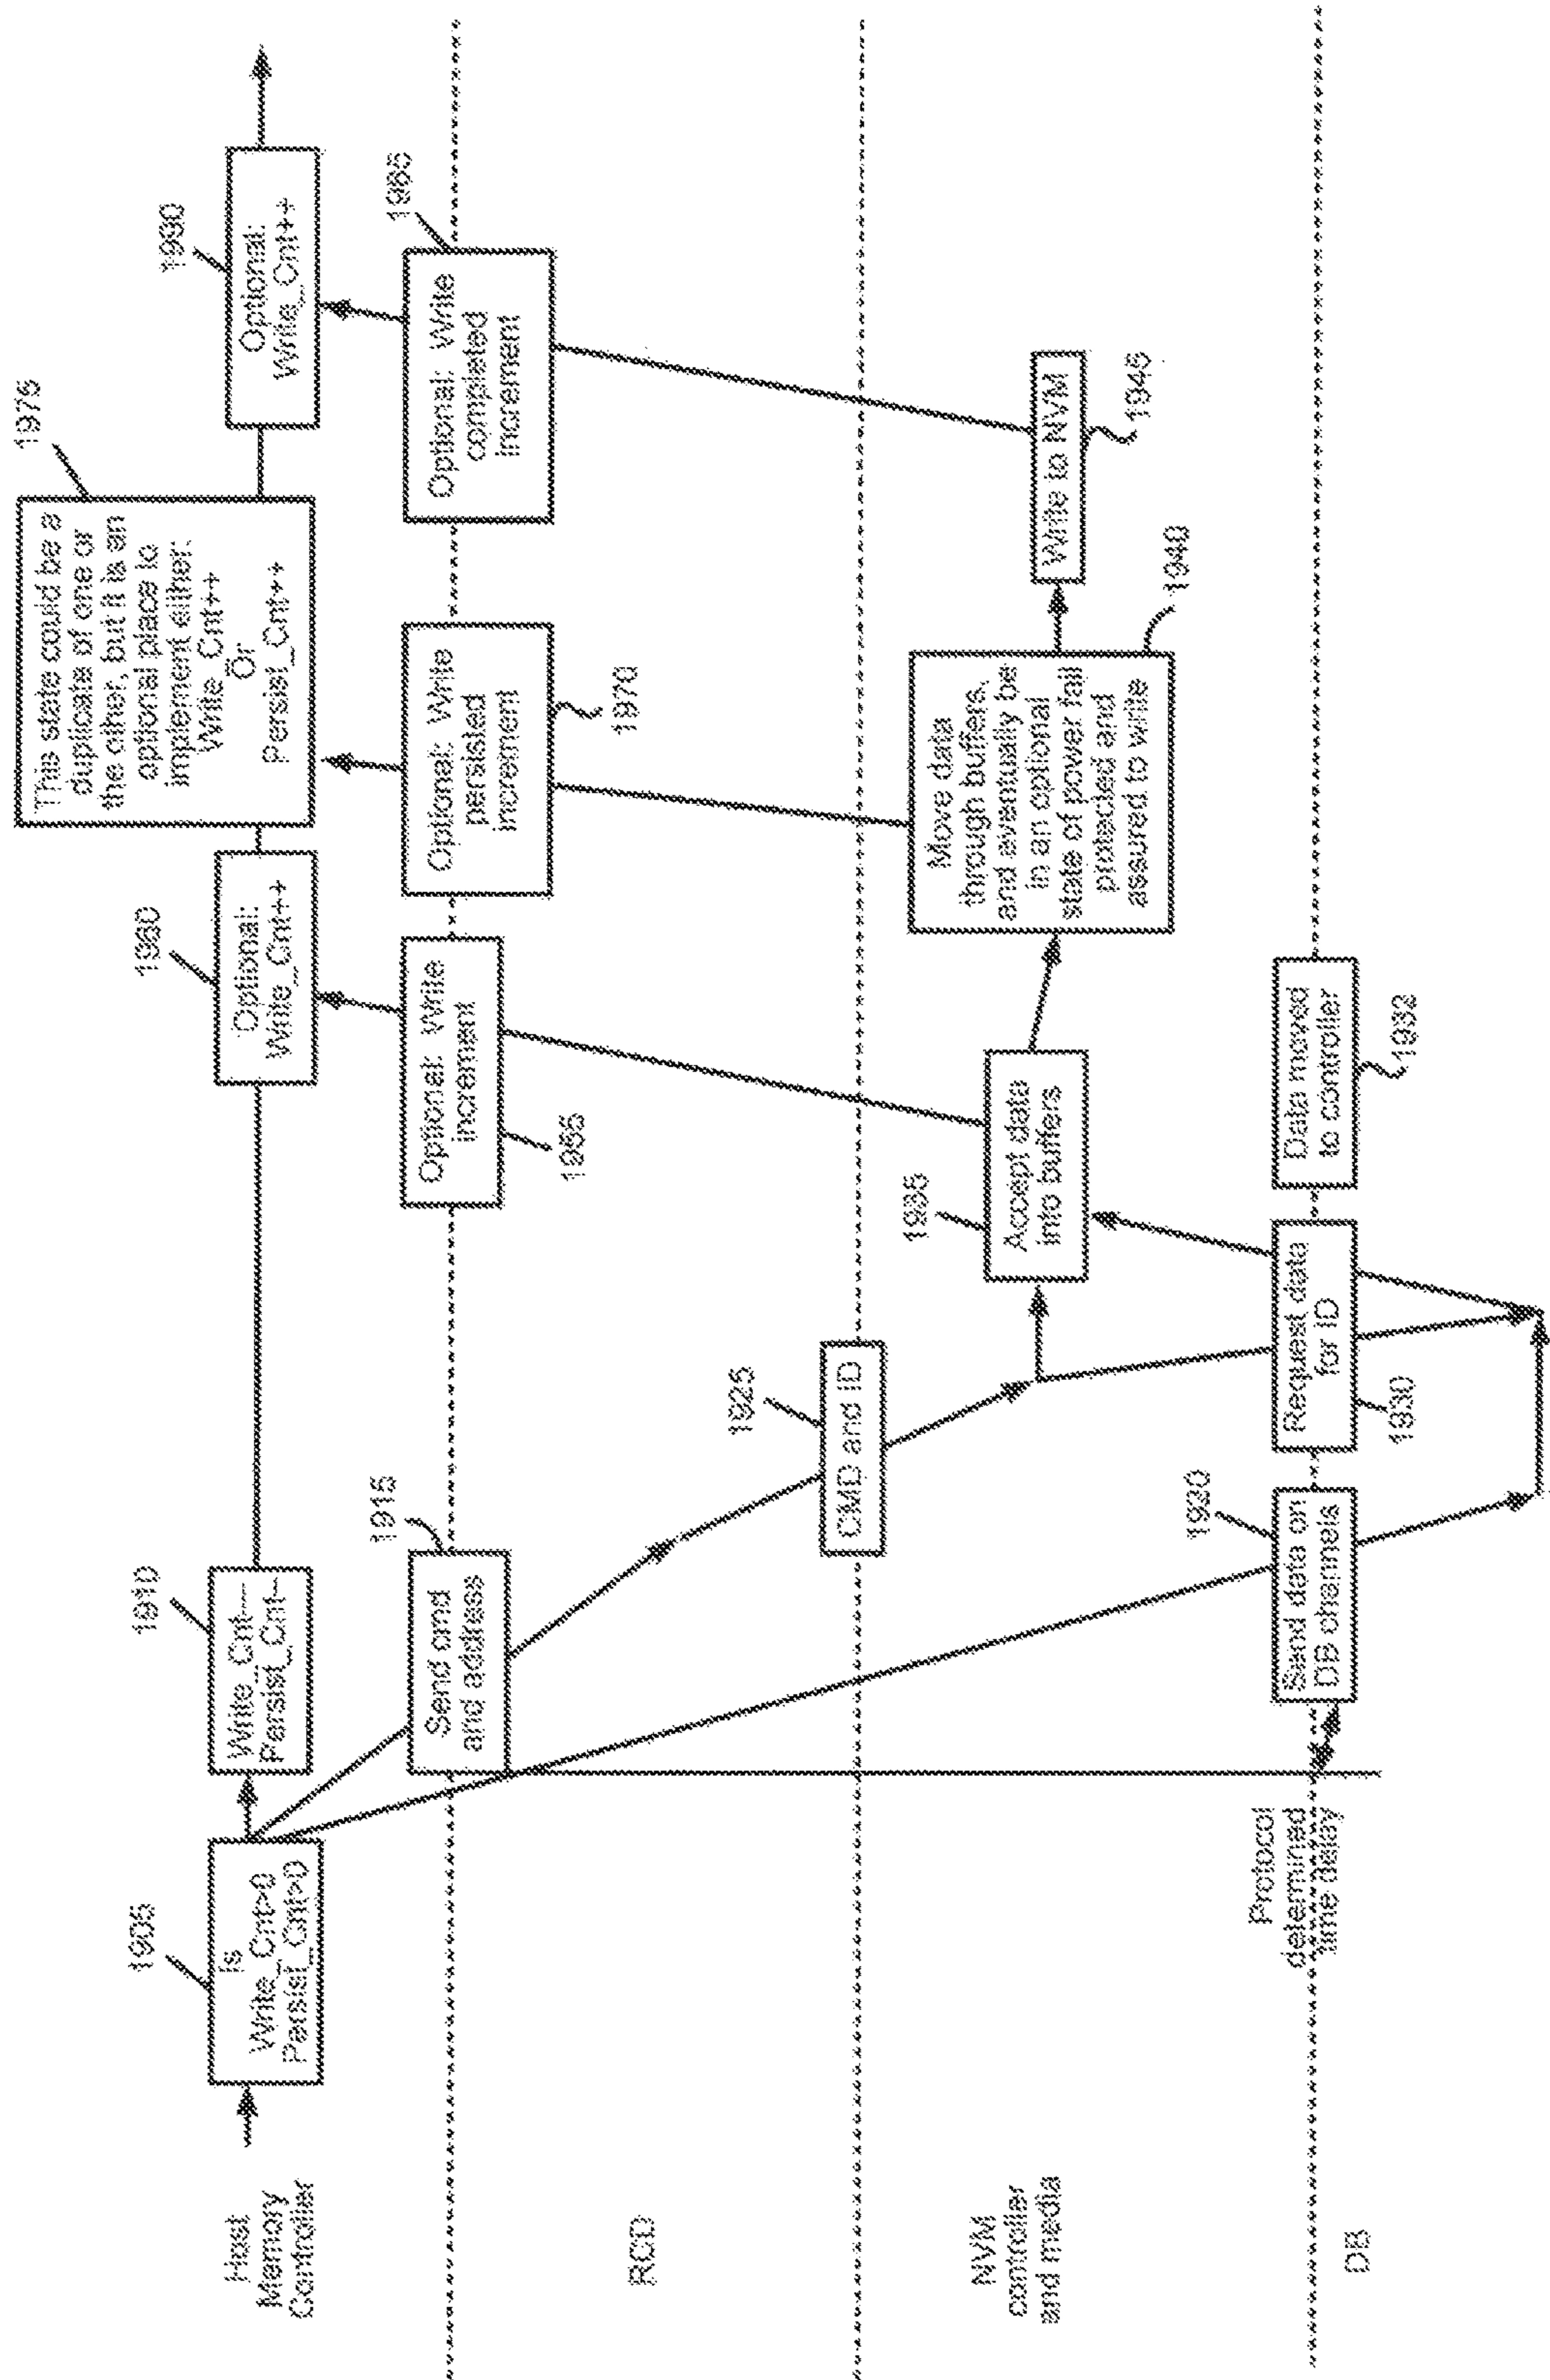 Host
Memory
Controller
1905
Is
Write_Cnt>0
Persist_Cnt>0
1910
Write_Cnt--
Persist_Cnt--
1960
Optional:
Write_Cnt++
1975
This state could be a
duplicate of one or
the other, but it is an
optional place to
implement either:
Write_Cnt++
Or
Persist_Cnt++
1990
Optional:
Write_Cnt++
1915
Send cmd
and address
Optional: Write
increment
1955
Optional: Write
persisted
increment
1970
Optional: Write
completed
increment
1965
RCD
1925
CMD and ID
NVM
controller
and media
1935
Accept data
into buffers
Move data
through buffers,
and eventually be
in an optional
state of power fail
protected and
assured to write
1940
Write to NVM
1945
Protocol
determined
time delay
1920
Send data on
DB channels
Request data
for ID
1930
Data moved
to controller
1932
DB